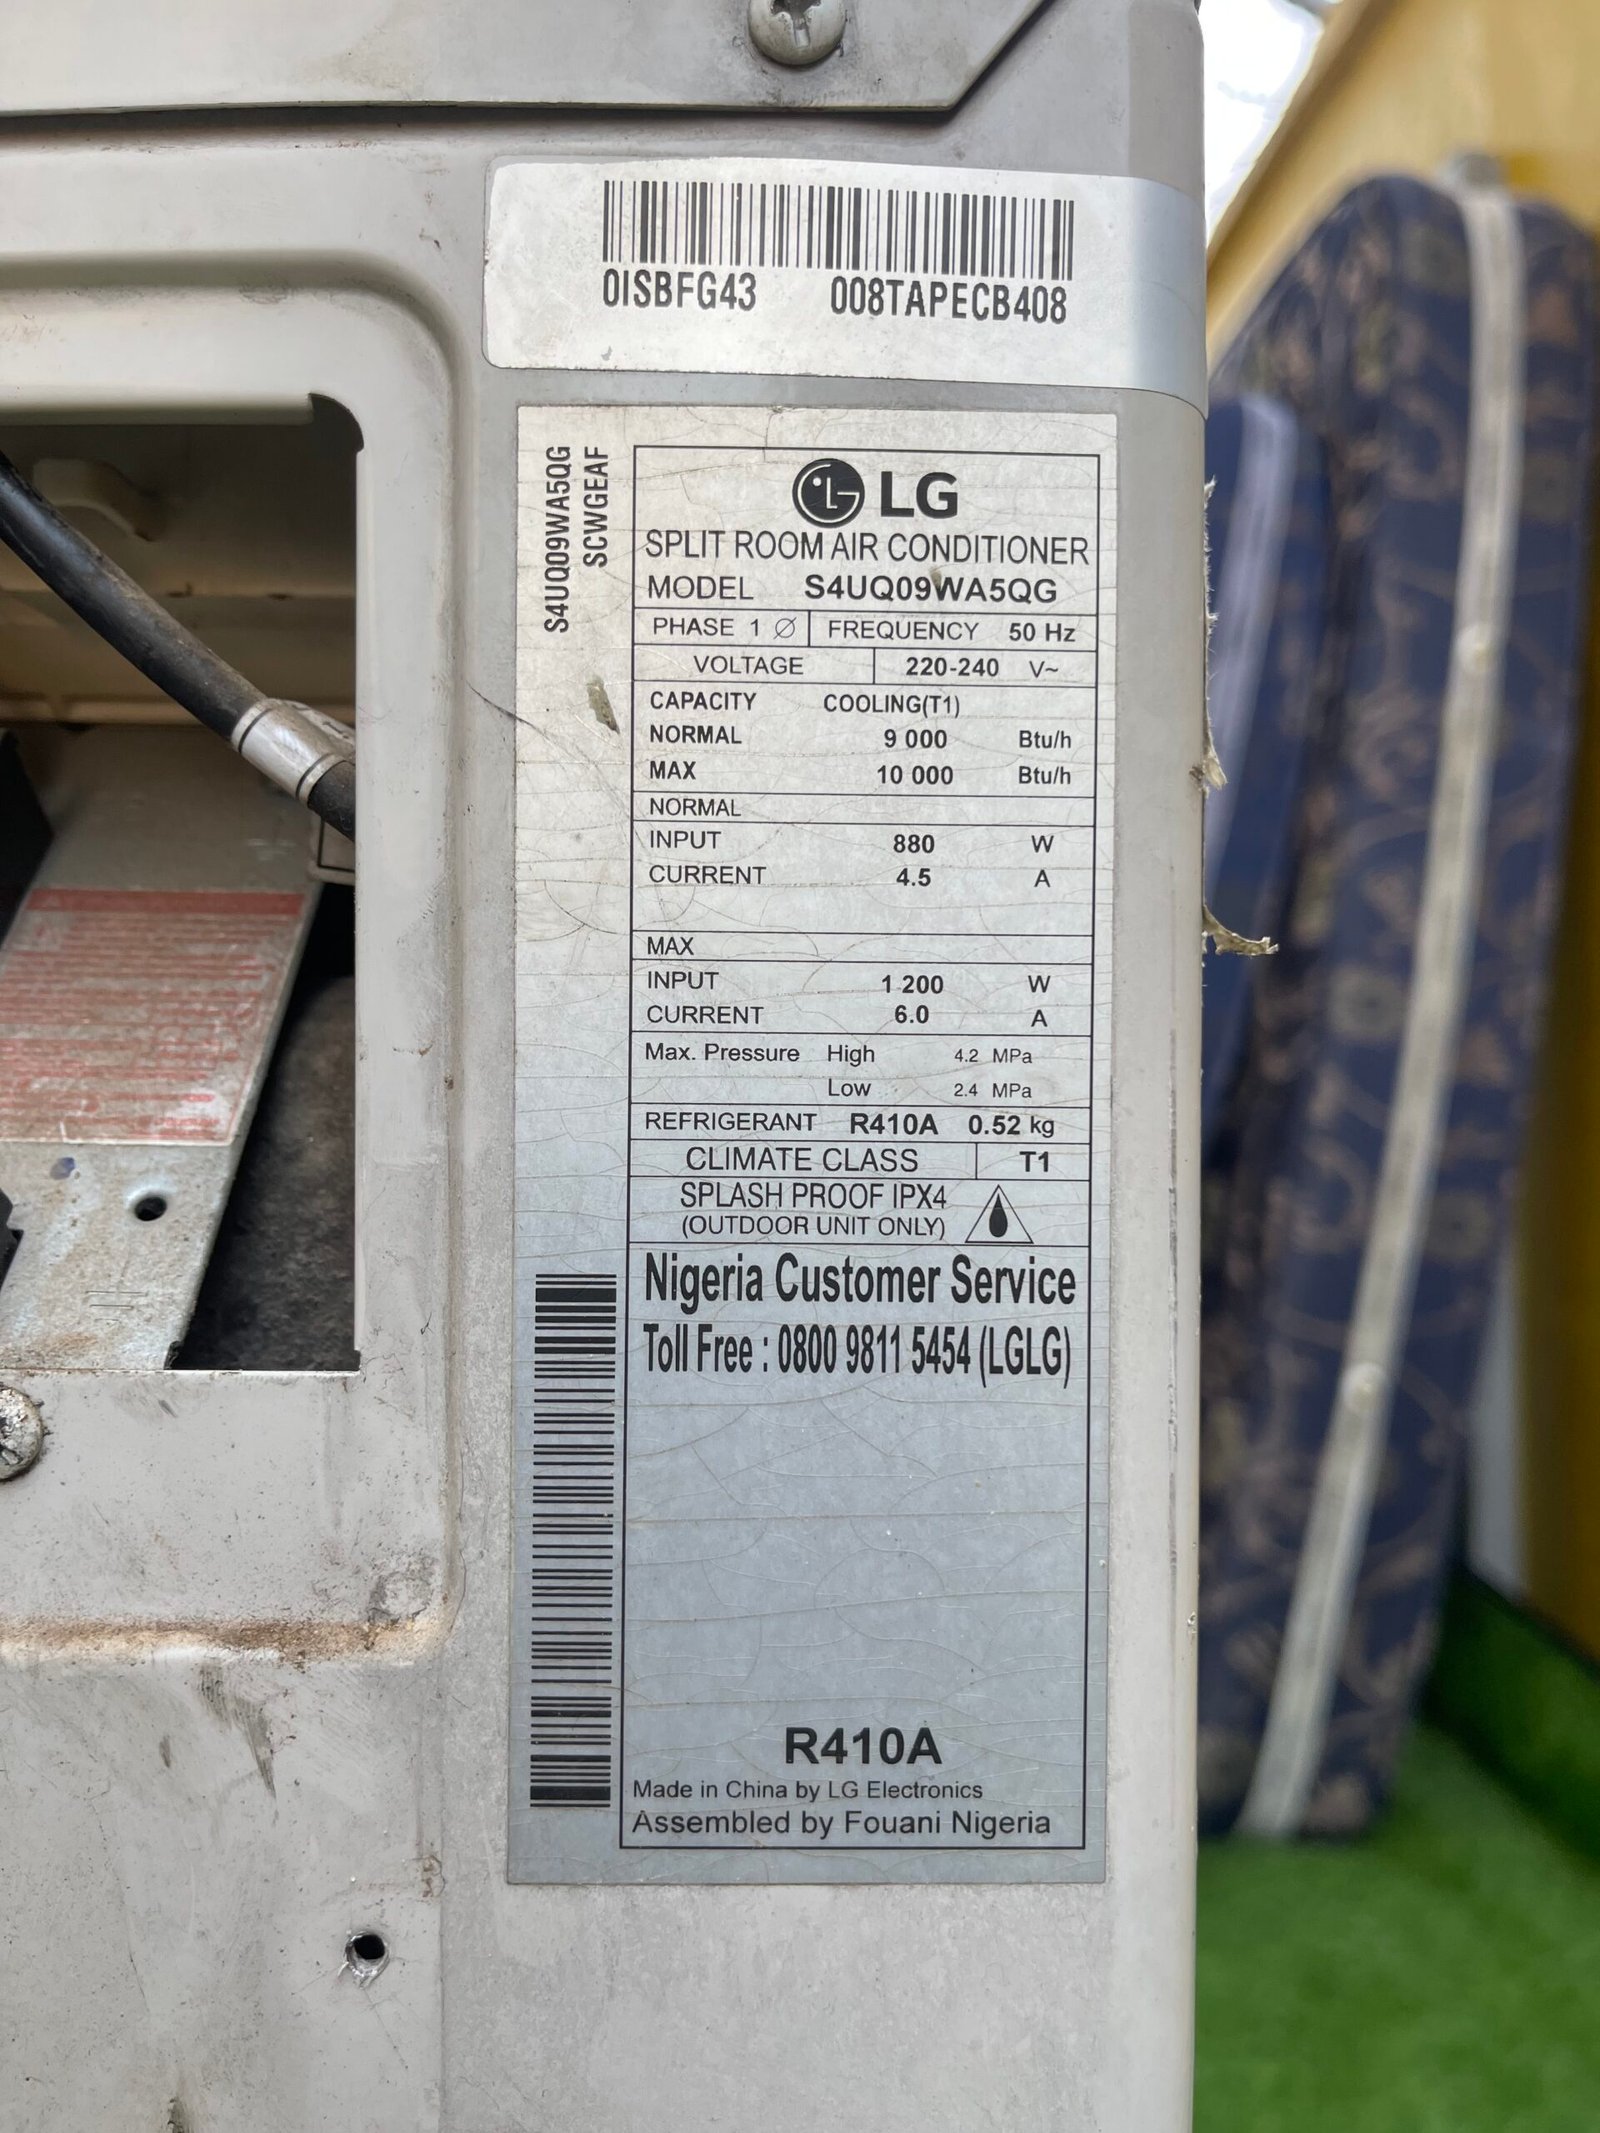 0ISBFG43 008TAPECB408
S4UQ09WA5QG
SCWGEAF
LG
SPLIT ROOM AIR CONDITIONER
MODEL S4UQ09WA5QG
PHASE 1 Ø FREQUENCY 50 Hz
VOLTAGE 220-240 V~
CAPACITY COOLING(T1)
NORMAL 9 000 Btu/h
MAX 10 000 Btu/h
NORMAL
INPUT 880 W
CURRENT 4.5 A
MAX
INPUT 1 200 W
CURRENT 6.0 A
Max. Pressure High 4.2 MPa
Low 2.4 MPa
REFRIGERANT R410A 0.52 kg
CLIMATE CLASS T1
SPLASH PROOF IPX4
(OUTDOOR UNIT ONLY)
Nigeria Customer Service
Toll Free : 0800 9811 5454 (LGLG)
R410A
Made in China by LG Electronics
Assembled by Fouani Nigeria